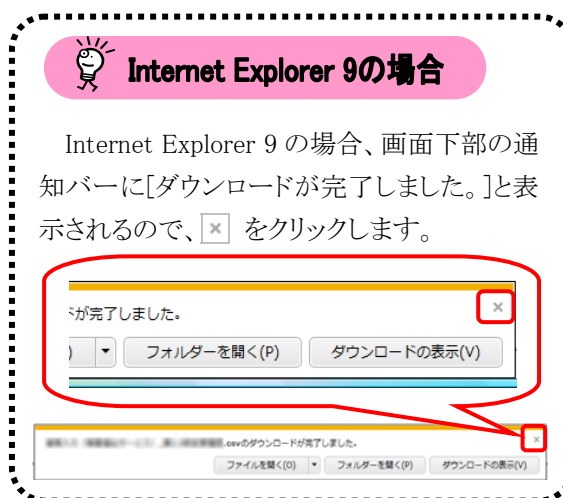 Internet Explorer 9の場合
Internet Explorer 9 の場合、画面下部の通
知バーに[ダウンロードが完了しました。]と表
示されるので、× をクリックします。
ドが完了しました。 ×
) フォルダーを開く(P) ダウンロードの表示(V)
.csvのダウンロードが完了しました。 ×
ファイルを開く(O) フォルダーを開く(P) ダウンロードの表示(V)